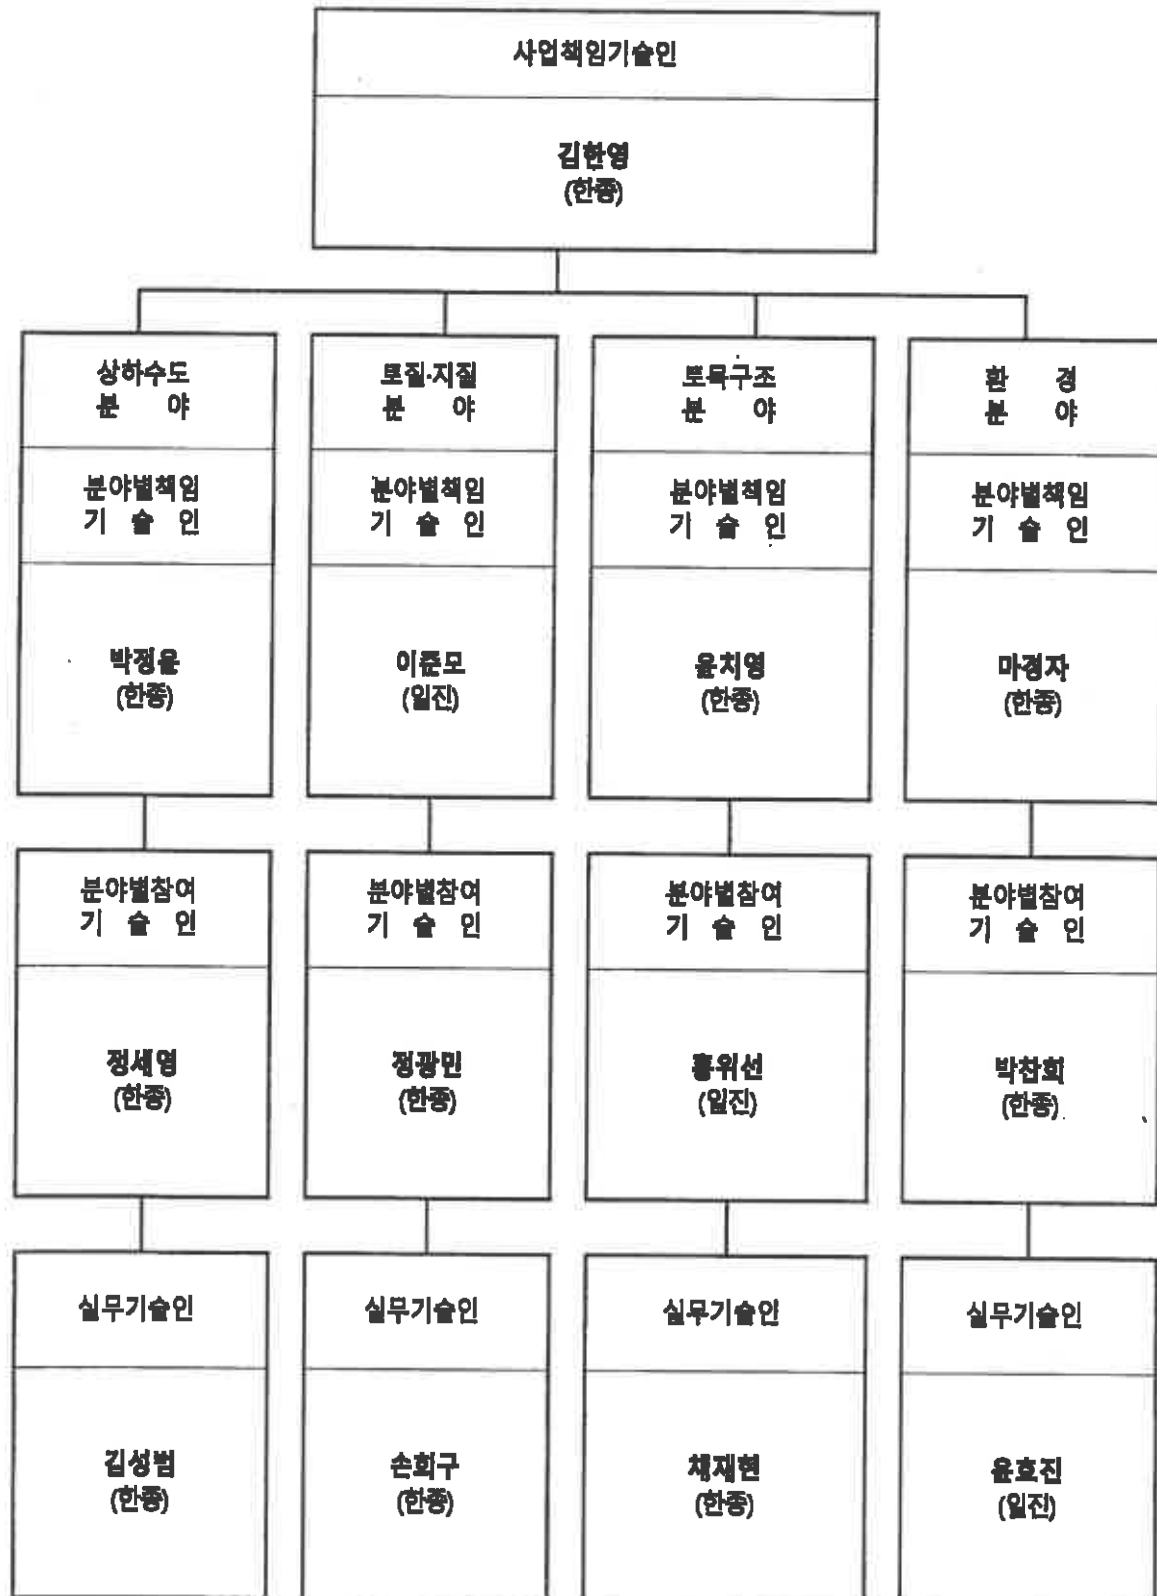 사업책임기술인
김한영
(한종)
상하수도
분 야
토질·지질
분 야
토목구조
분 야
환 경
분 야
분야별책임
기 술 인
분야별책임
기 술 인
분야별책임
기 술 인
분야별책임
기 술 인
박정율
(한종)
이준모
(일진)
윤치영
(한종)
마경자
(한종)
분야별참여
기 술 인
분야별참여
기 술 인
분야별참여
기 술 인
분야별참여
기 술 인
정세영
(한종)
정광민
(한종)
홍위선
(일진)
박찬희
(한종)
실무기술인
실무기술인
실무기술인
실무기술인
김성범
(한종)
손희구
(한종)
채재현
(한종)
윤효진
(일진)